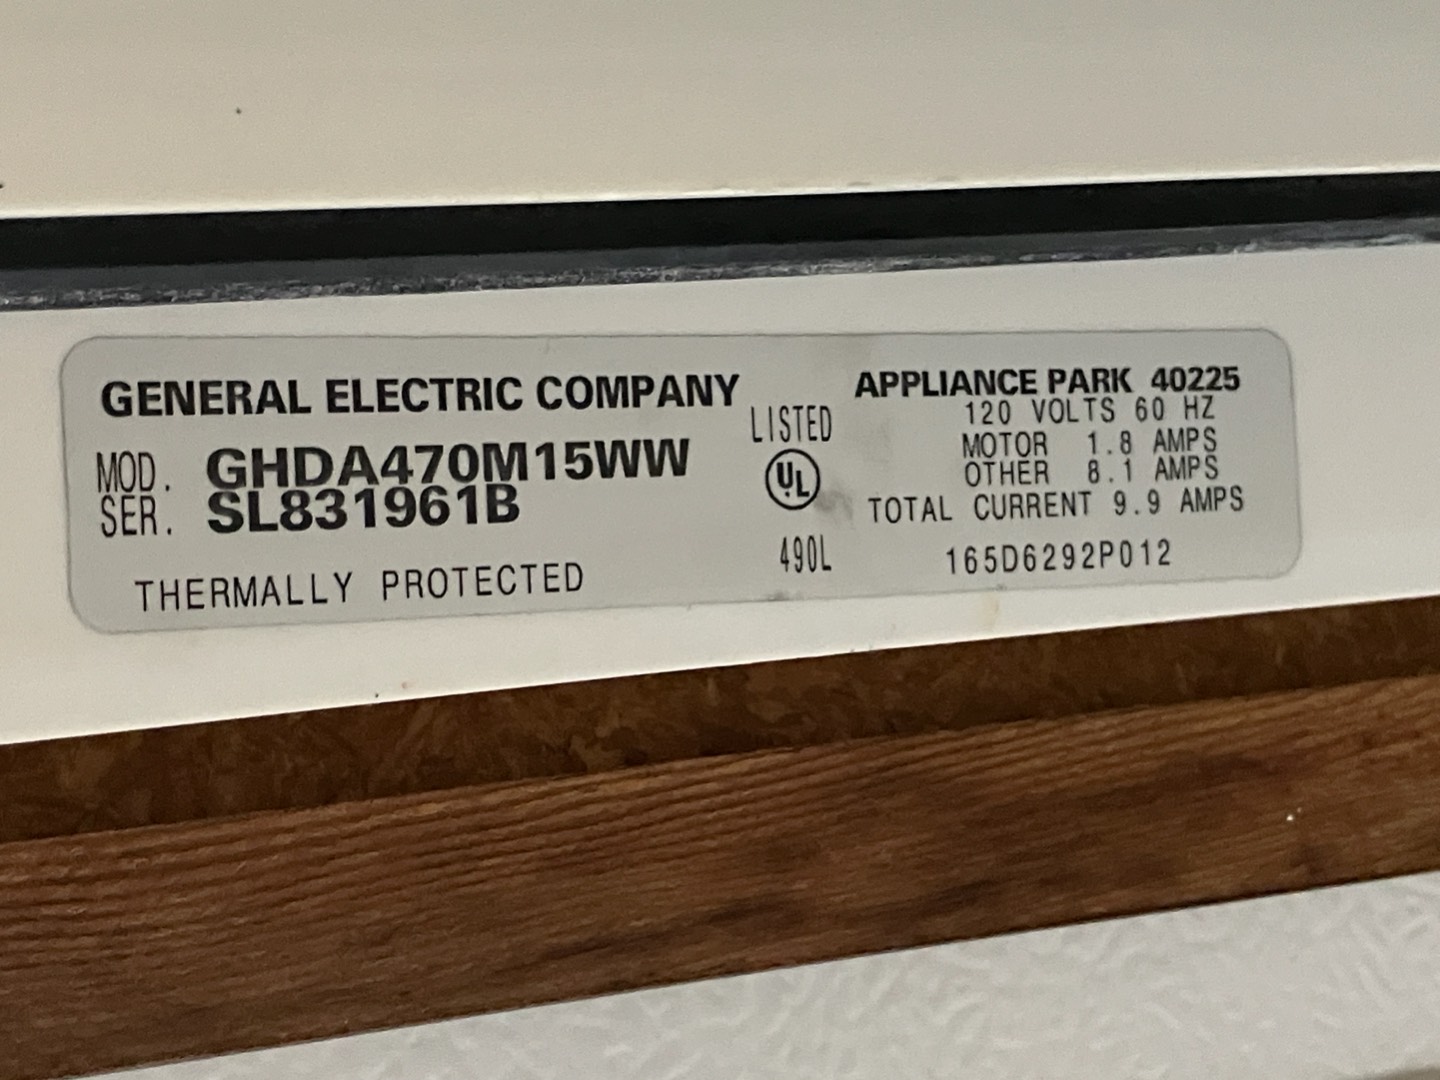 GENERAL ELECTRIC COMPANY
MOD. GHDA470M15WW
SER. SL831961B
THERMALLY PROTECTED
LISTED
UL
490L
APPLIANCE PARK 40225
120 VOLTS 60 HZ
MOTOR 1.8 AMPS
OTHER 8.1 AMPS
TOTAL CURRENT 9.9 AMPS
165D6292P012